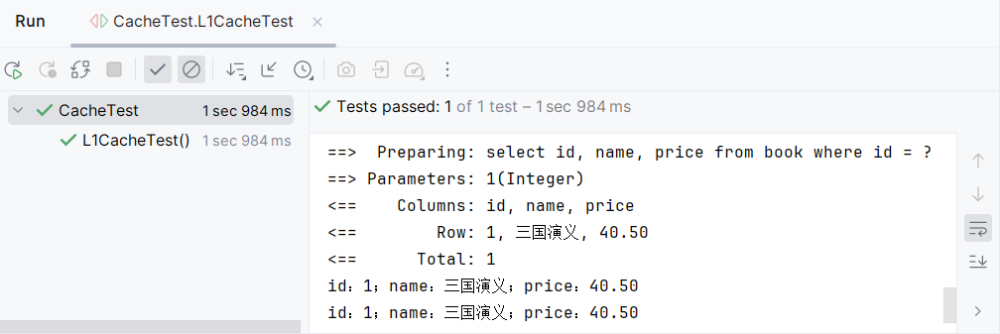 Run CacheTest.L1CacheTest
CacheTest 1 sec 984 ms
L1CacheTest() 1 sec 984 ms
Tests passed: 1 of 1 test – 1 sec 984 ms
==>  Preparing: select id, name, price from book where id = ?
==> Parameters: 1(Integer)
<==    Columns: id, name, price
<==        Row: 1, 三国演义, 40.50
<==      Total: 1
id：1；name：三国演义；price：40.50
id：1；name：三国演义；price：40.50